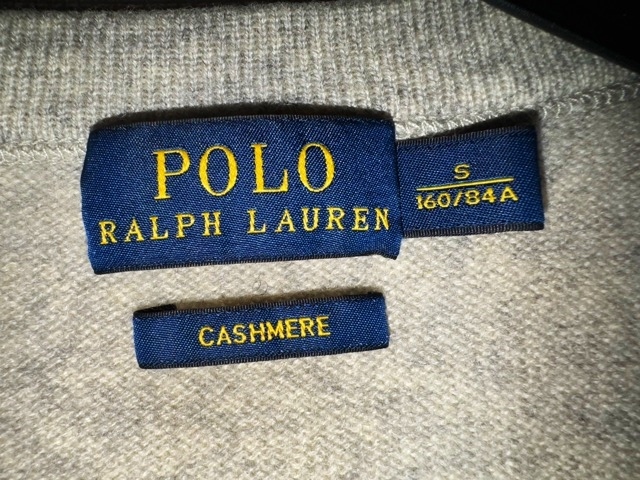 POLO
RALPH LAUREN
S
160/84A
CASHMERE